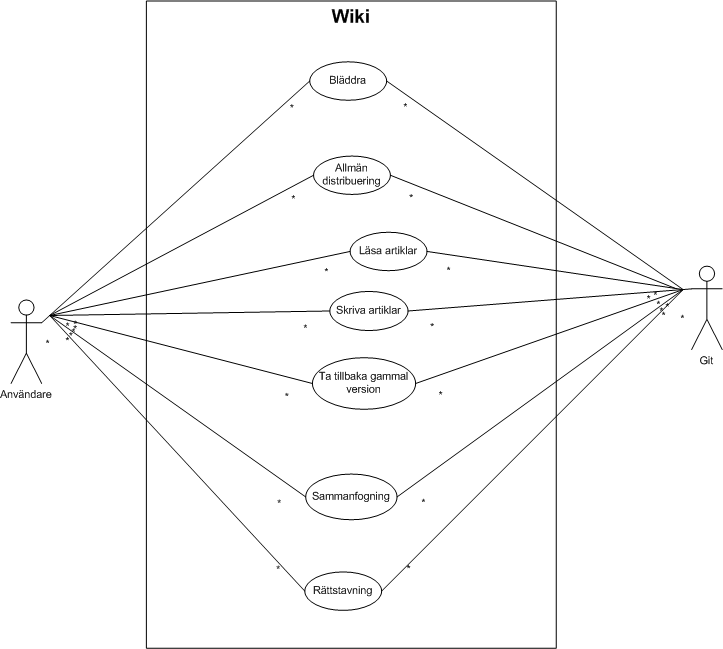 Wiki
Bläddra
Allmän
distribuering
Läsa artiklar
Skriva artiklar
Ta tillbaka gammal
version
Sammanfogning
Rättstavning
Användare
Git